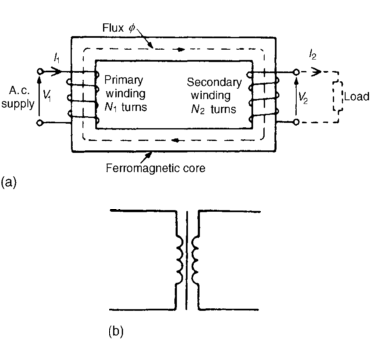 Flux ϕ
I₁
I₂
A.c.
supply
V₁
Primary
winding
N₁ turns
Secondary
winding
N₂ turns
V₂
Load
Ferromagnetic core
(a)
(b)